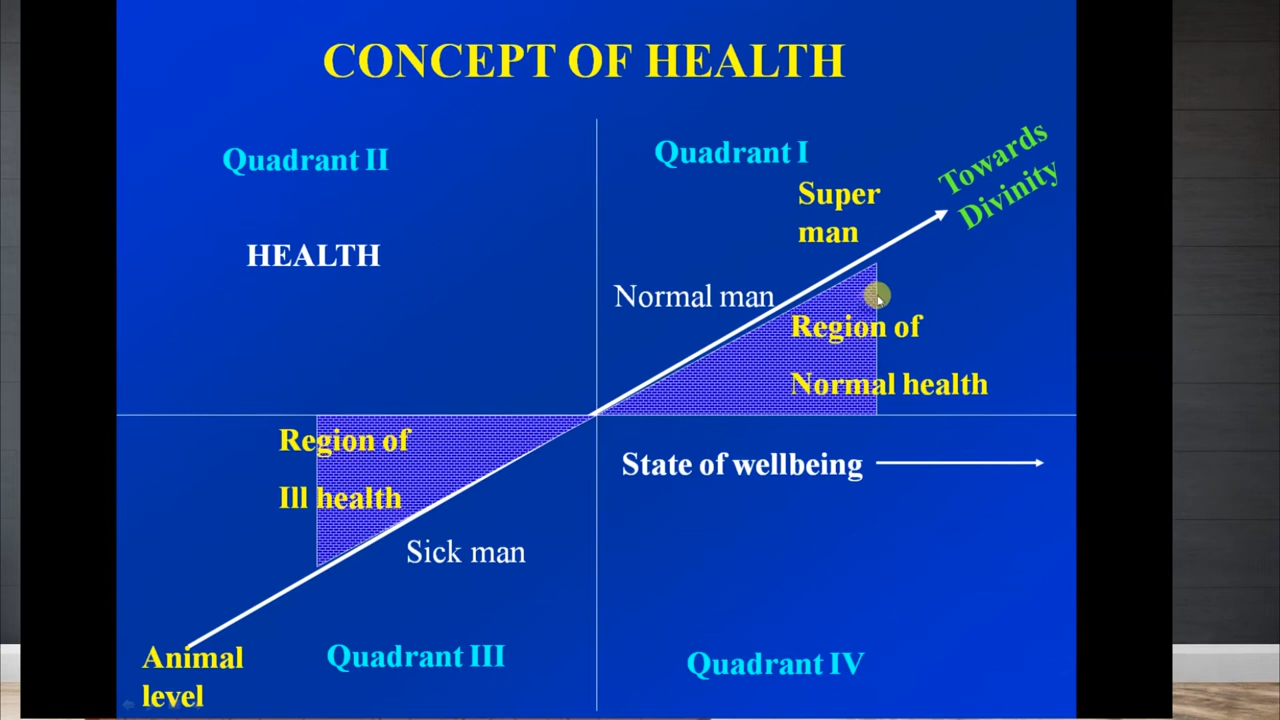 CONCEPT OF HEALTH
Quadrant II
Quadrant I
Towards
Divinity
Super
man
HEALTH
Normal man
Region of
Normal health
Region of
Ill health
State of wellbeing
Sick man
Animal
level
Quadrant III
Quadrant IV